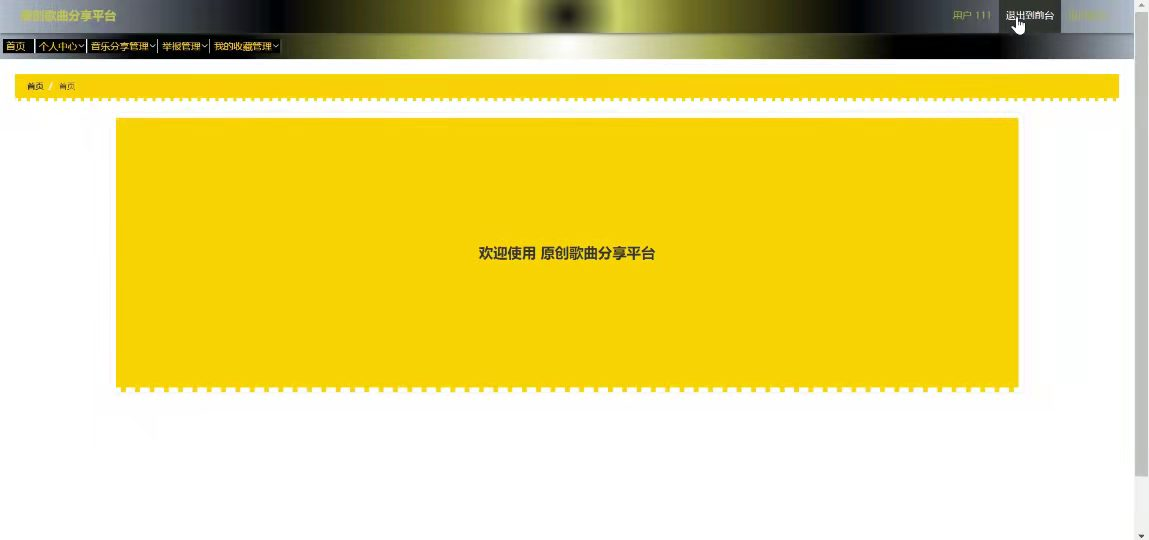 原创歌曲分享平台
用户 111
退出到前台
首页
个人中心
音乐分享管理
举报管理
我的收藏管理
首页 / 首页
欢迎使用 原创歌曲分享平台